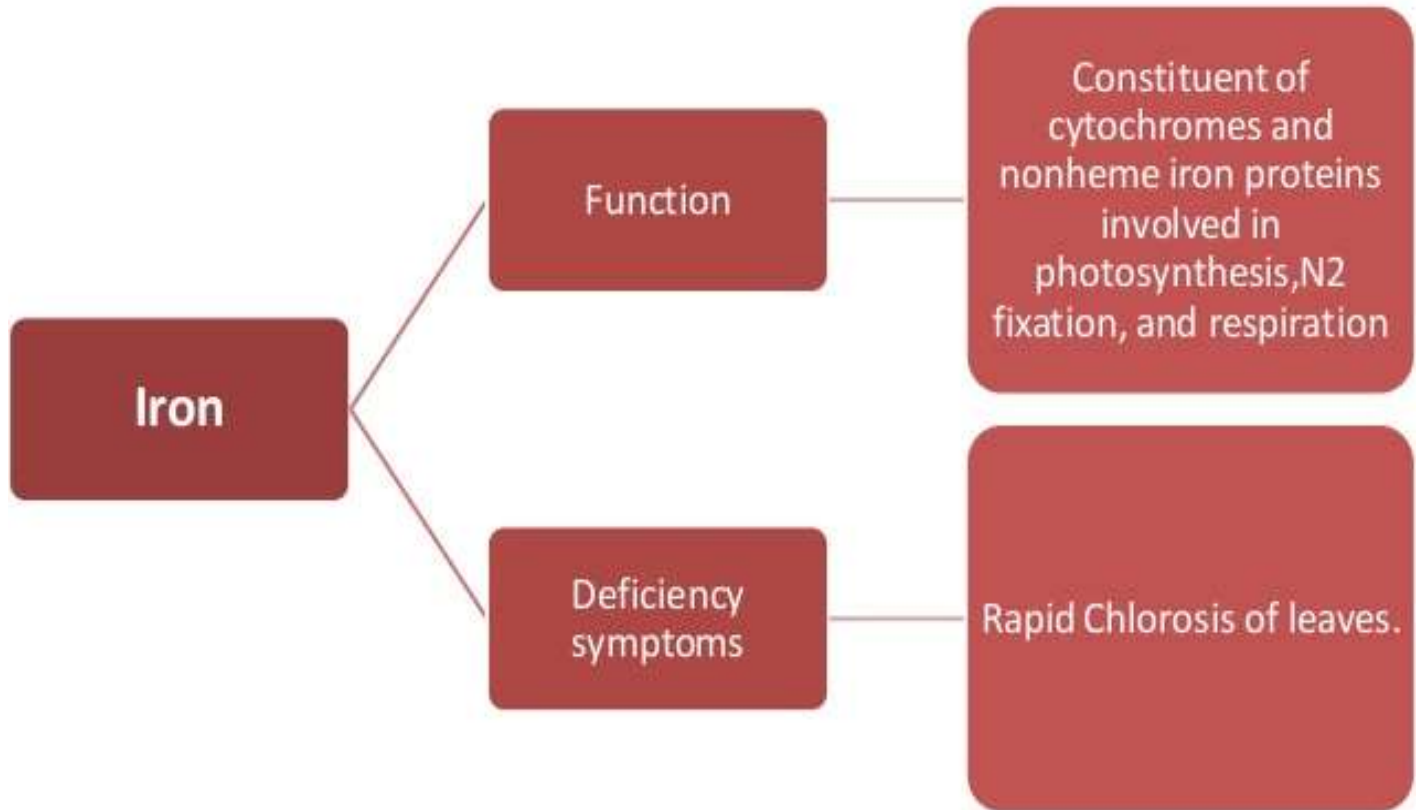 Iron
Function
Constituent of
cytochromes and
nonheme iron proteins
involved in
photosynthesis,N2
fixation, and respiration
Deficiency
symptoms
Rapid Chlorosis of leaves.